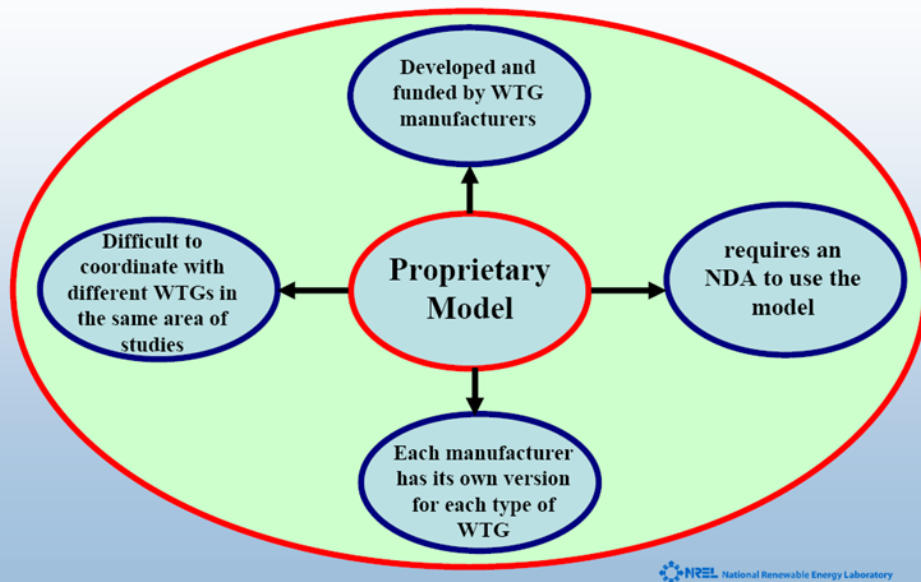 Developed and
funded by WTG
manufacturers
Difficult to
coordinate with
different WTGs in
the same area of
studies
Proprietary
Model
requires an
NDA to use the
model
Each manufacturer
has its own version
for each type of
WTG
NREL National Renewable Energy Laboratory